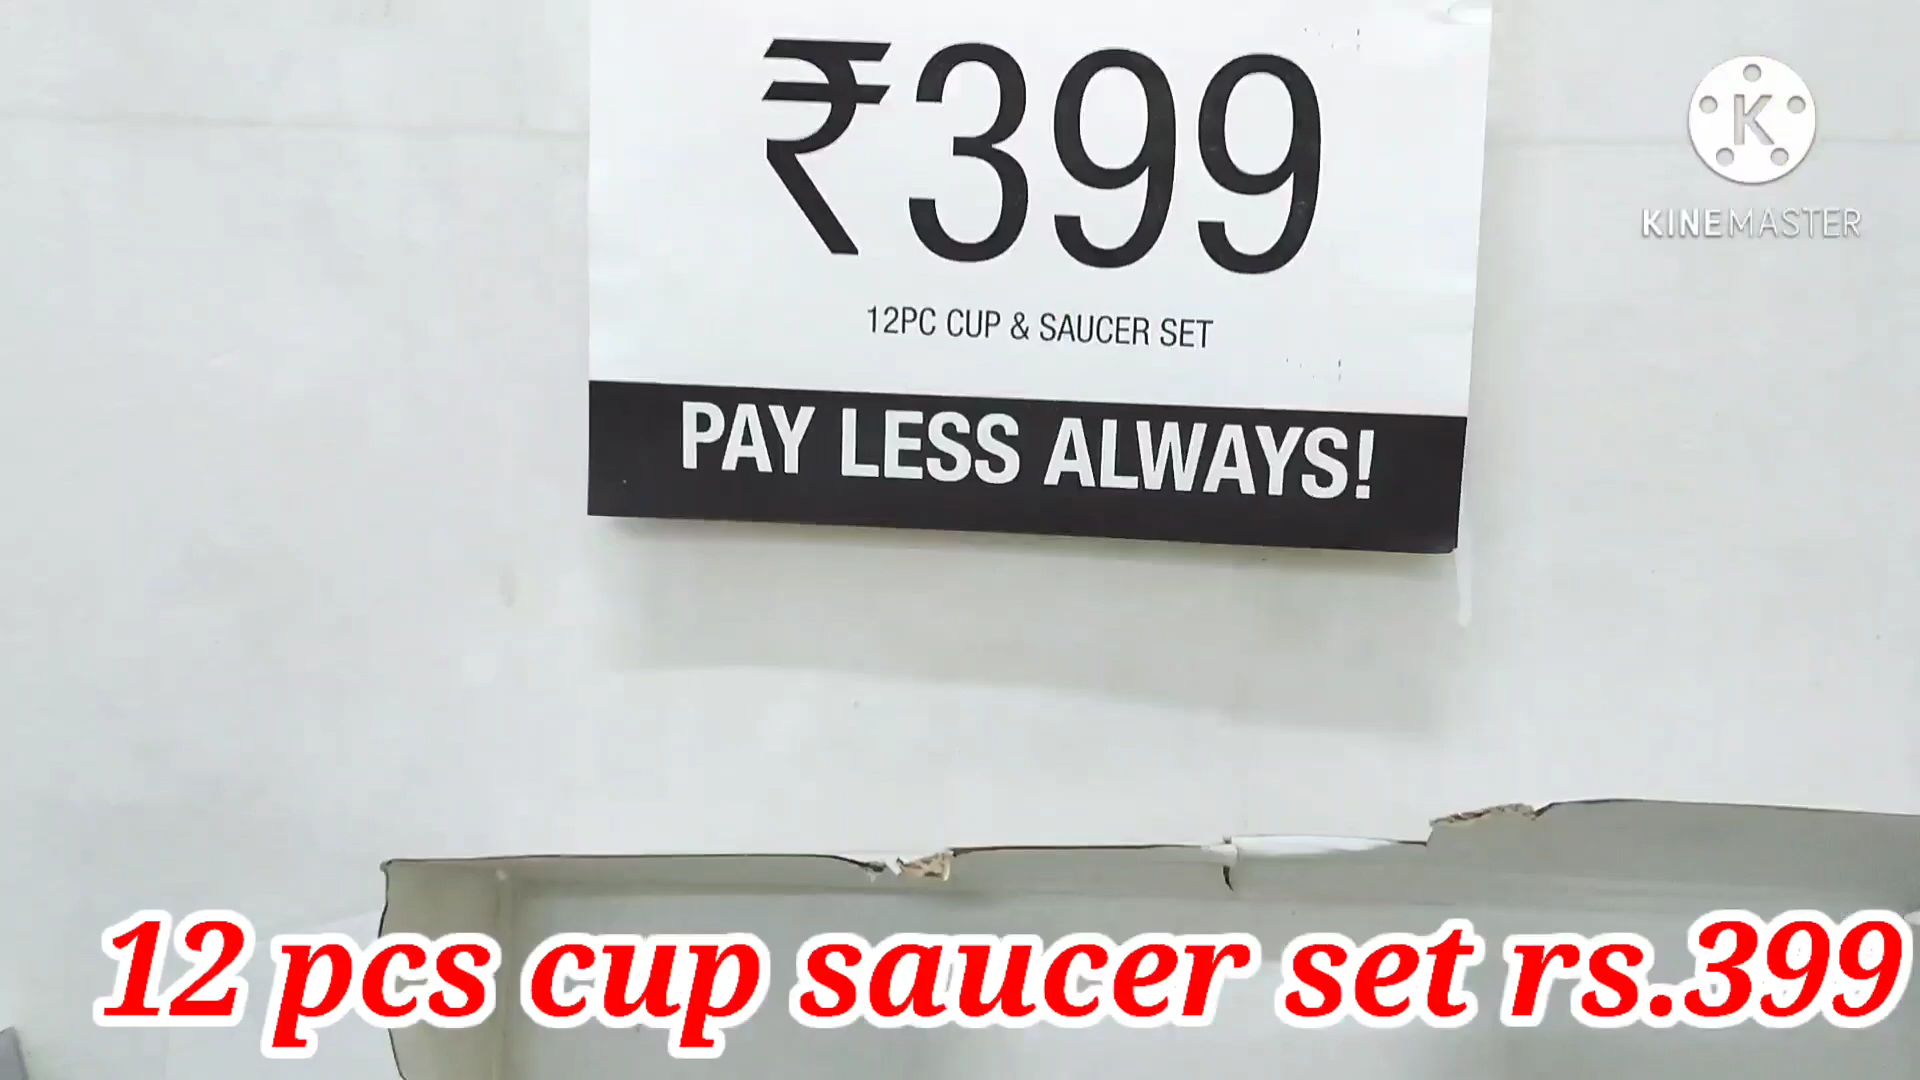 ₹399
K
KINEMASTER
12PC CUP & SAUCER SET
PAY LESS ALWAYS!
12 pcs cup saucer set rs.399